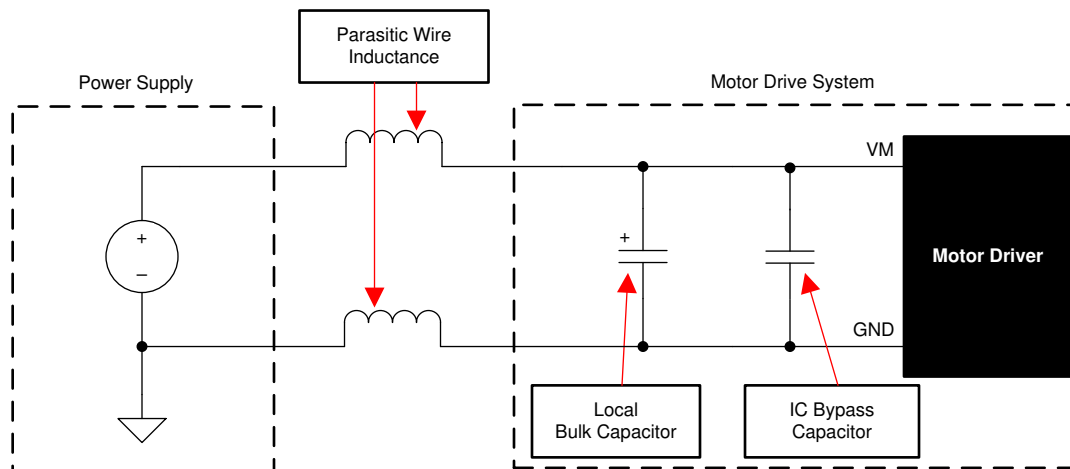 Parasitic Wire
Inductance
Power Supply
Motor Drive System
VM
+
–
+
Motor Driver
GND
Local
Bulk Capacitor
IC Bypass
Capacitor